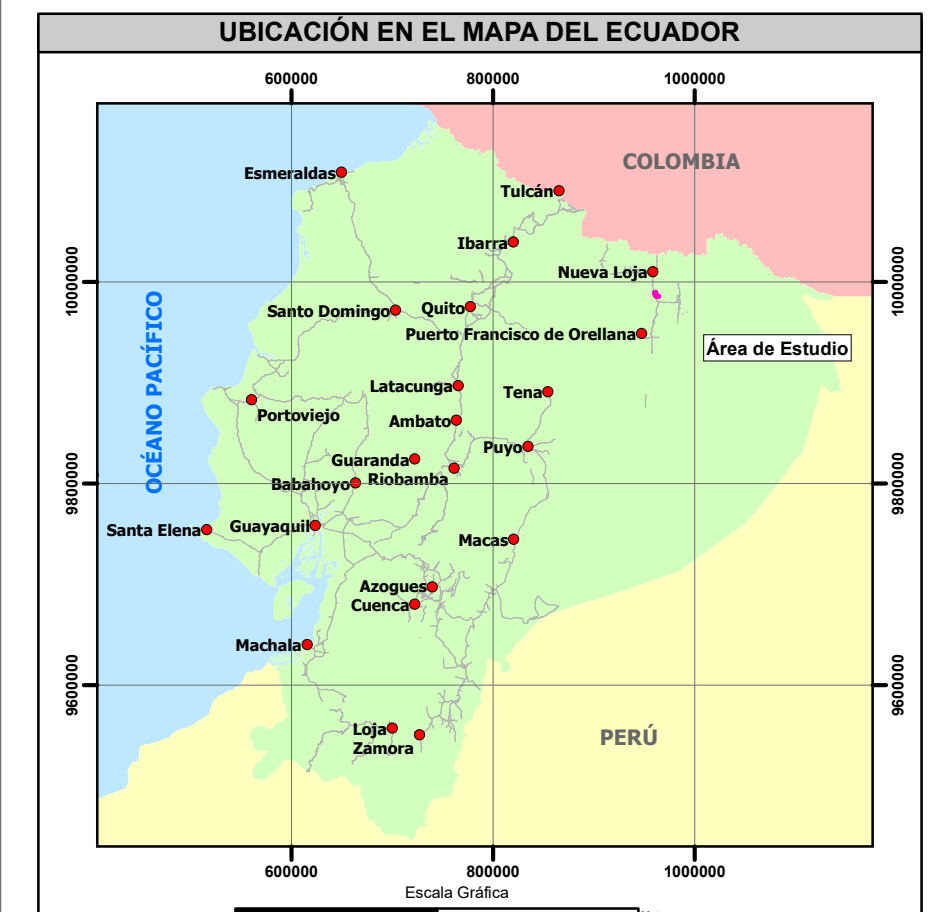 UBICACIÓN EN EL MAPA DEL ECUADOR
600000 800000 1000000
COLOMBIA
Esmeraldas
Tulcán
Ibarra
Nueva Loja
10000000 10000000
Santo Domingo
Quito
Puerto Francisco de Orellana
Área de Estudio
OCÉANO PACÍFICO
Latacunga
Tena
Portoviejo
Ambato
Puyo
Guaranda
Riobamba
Babahoyo
9800000 9800000
Guayaquil
Santa Elena
Macas
Azogues
Cuenca
Machala
9600000 9600000
Loja
Zamora
PERÚ
600000 800000 1000000
Escala Gráfica